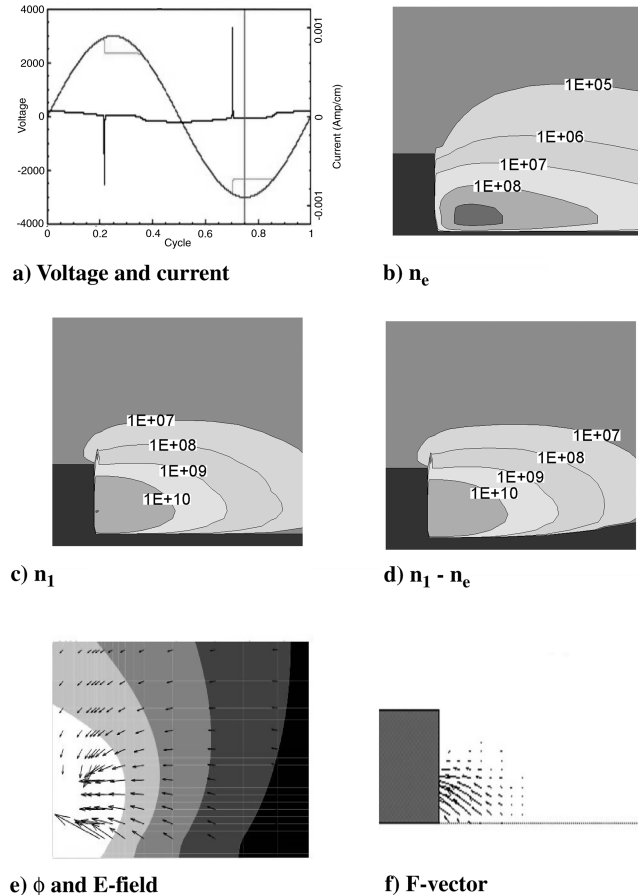 4000
2000
0
-2000
-4000
Voltage
0.001
0
-0.001
Current (Amp/cm)
0 0.2 0.4 0.6 0.8 1
Cycle
a) Voltage and current
1E+05
1E+06
1E+07
1E+08
b) nₑ
1E+07
1E+08
1E+09
1E+10
c) n₁
1E+07
1E+08
1E+09
1E+10
d) n₁ - nₑ
e) ϕ and E-field
f) F-vector